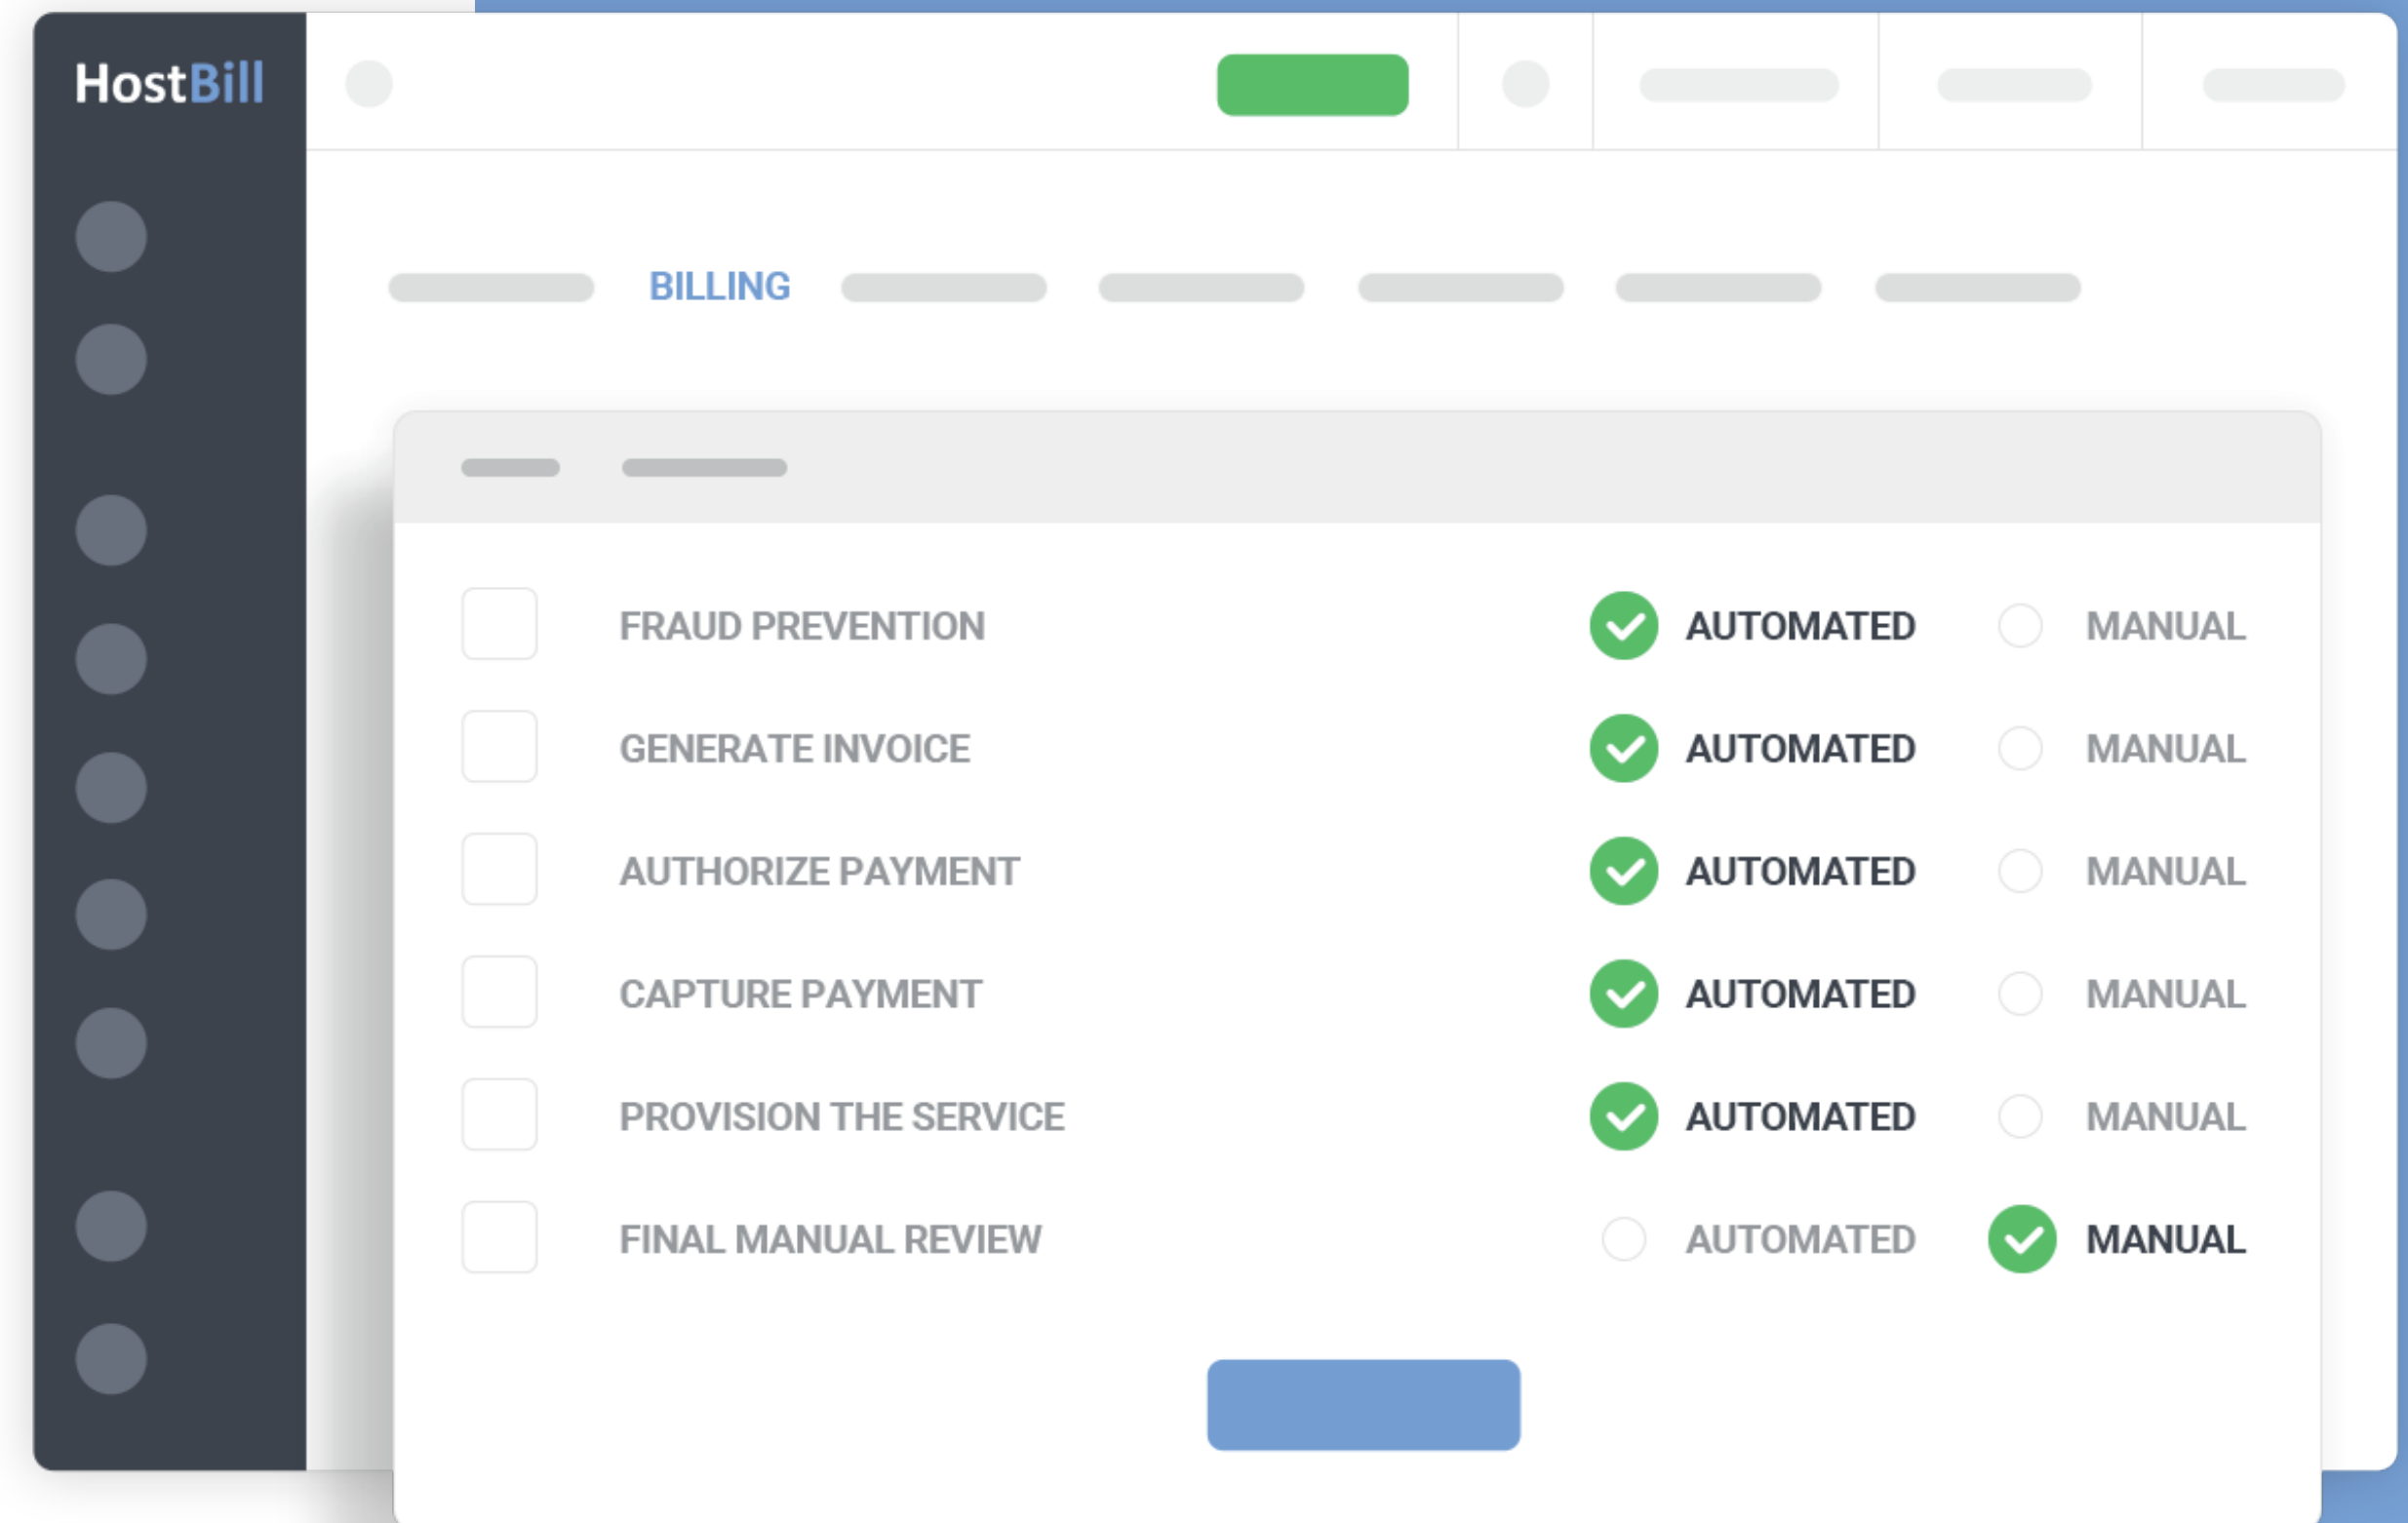 HostBill
BILLING
FRAUD PREVENTION AUTOMATED MANUAL
GENERATE INVOICE AUTOMATED MANUAL
AUTHORIZE PAYMENT AUTOMATED MANUAL
CAPTURE PAYMENT AUTOMATED MANUAL
PROVISION THE SERVICE AUTOMATED MANUAL
FINAL MANUAL REVIEW AUTOMATED MANUAL